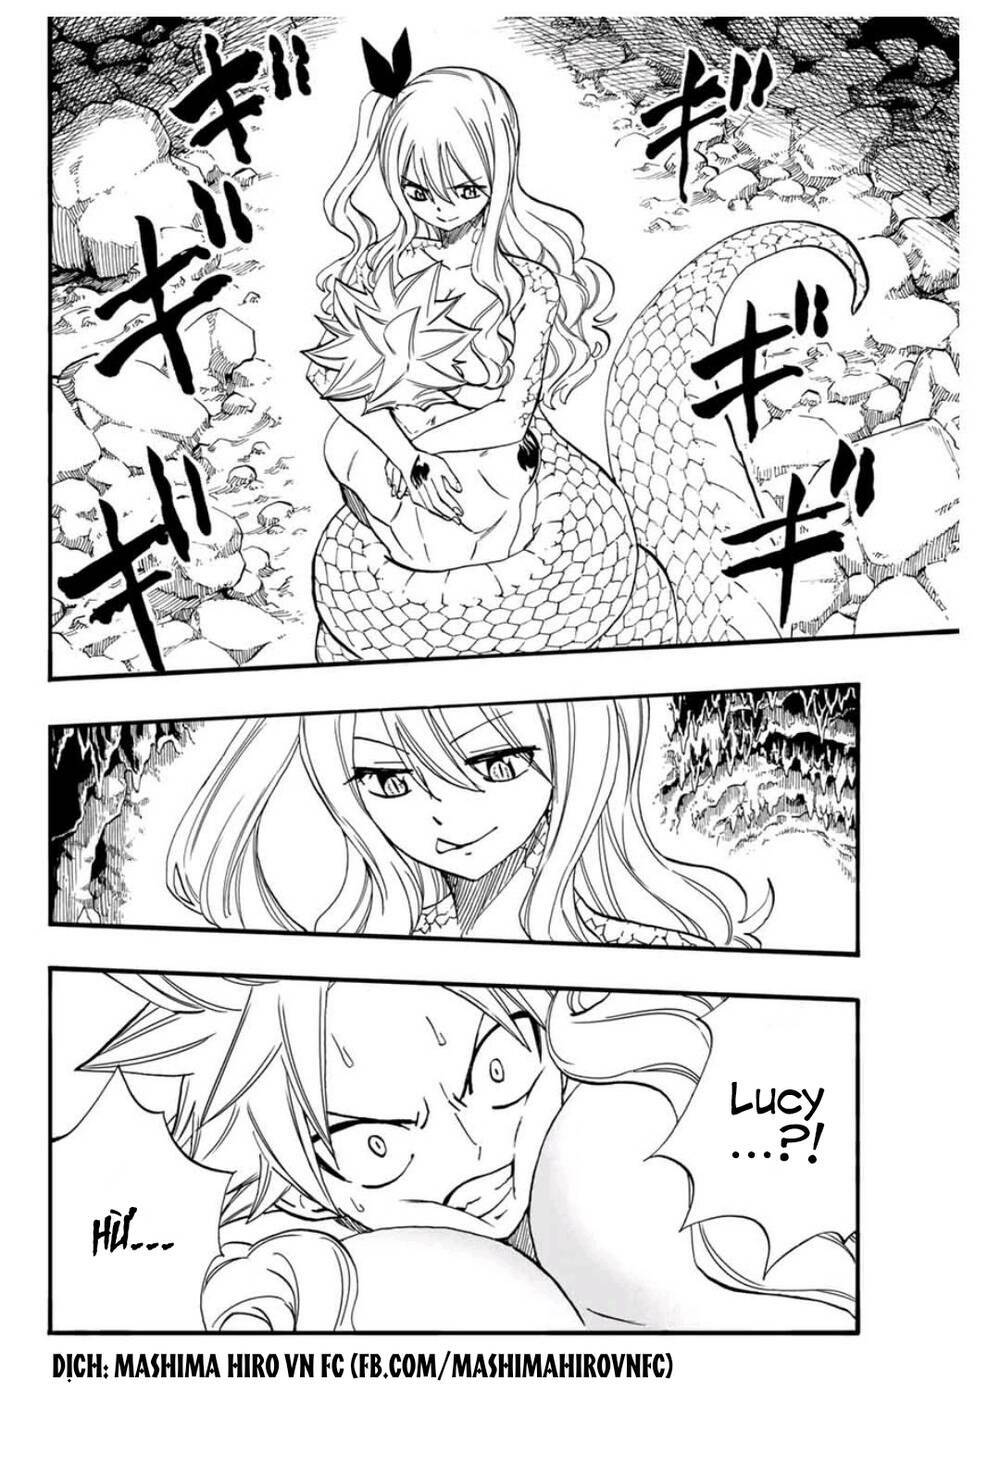 ギギギ
ギギギ
Lucy
...?!
HỪ...
DỊCH: MASHIMA HIRO VN FC (FB.COM/MASHIMAHIROVNFC)